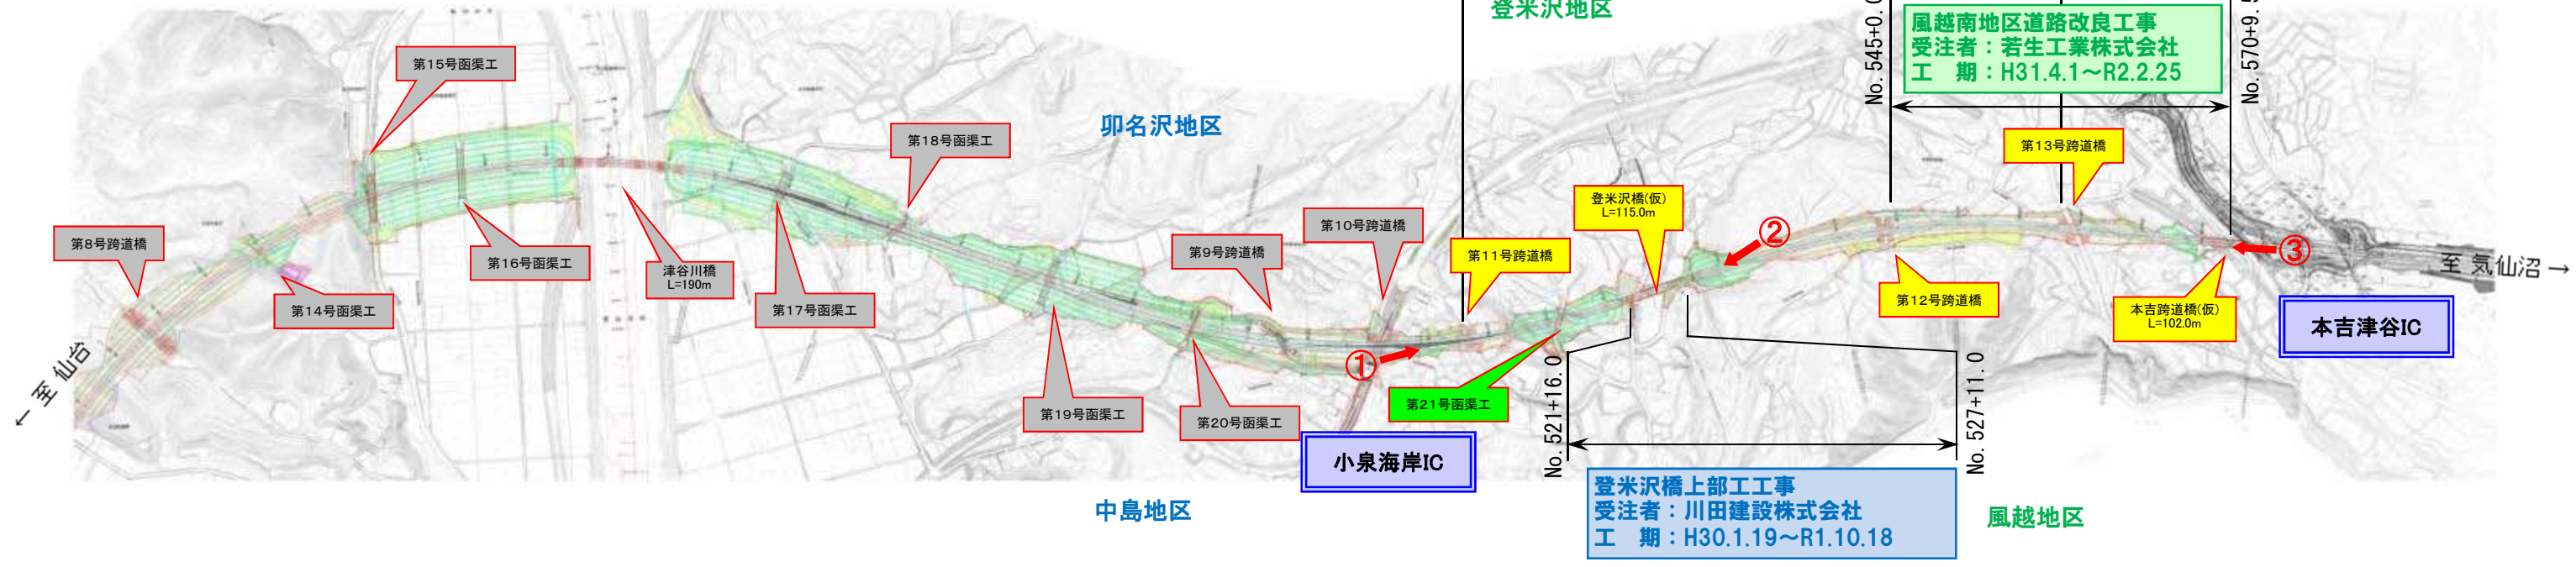 登米沢地区
No. 545+0.
No. 570+9.
風越南地区道路改良工事
受注者：若生工業株式会社
工　期：H31.4.1～R2.2.25
第15号函渠工
卯名沢地区
第18号函渠工
第13号跨道橋
登米沢橋(仮)
L=115.0m
②
第8号跨道橋
第16号函渠工
津谷川橋
L=190m
第17号函渠工
第14号函渠工
第9号跨道橋
第10号跨道橋
第11号跨道橋
③
至 気仙沼 →
第12号跨道橋
本吉跨道橋(仮)
L=102.0m
本吉津谷IC
← 至 仙台
①
第19号函渠工
第20号函渠工
第21号函渠工
小泉海岸IC
No. 521+16. 0
No. 527+11. 0
登米沢橋上部工工事
受注者：川田建設株式会社
工　期：H30.1.19～R1.10.18
中島地区
風越地区